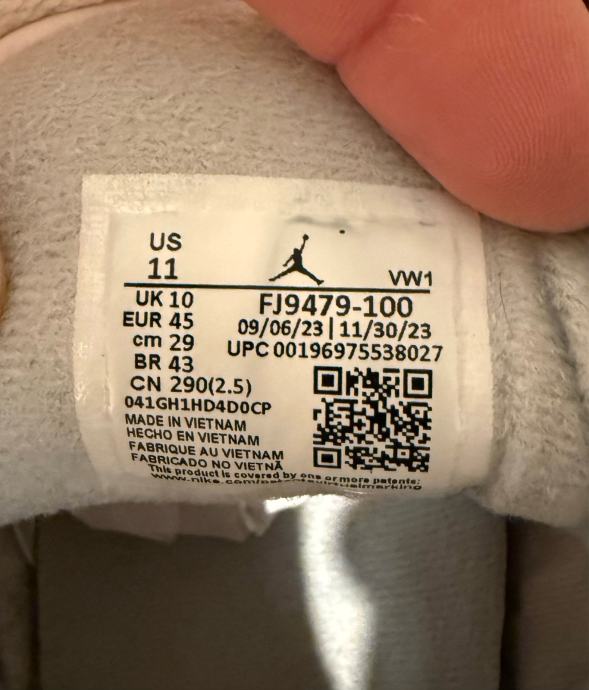 US
11
VW1
UK 10
EUR 45
cm 29
BR 43
CN 290(2.5)
FJ9479-100
09/06/23 | 11/30/23
UPC 00196975538027
041GH1HD4D0CP
MADE IN VIETNAM
HECHO EN VIETNAM
FABRIQUE AU VIETNAM
FABRICADO NO VIETNÃ
This product is covered by one or more patents: